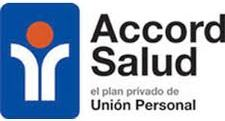 Accord
Salud
el plan privado de
Unión Personal